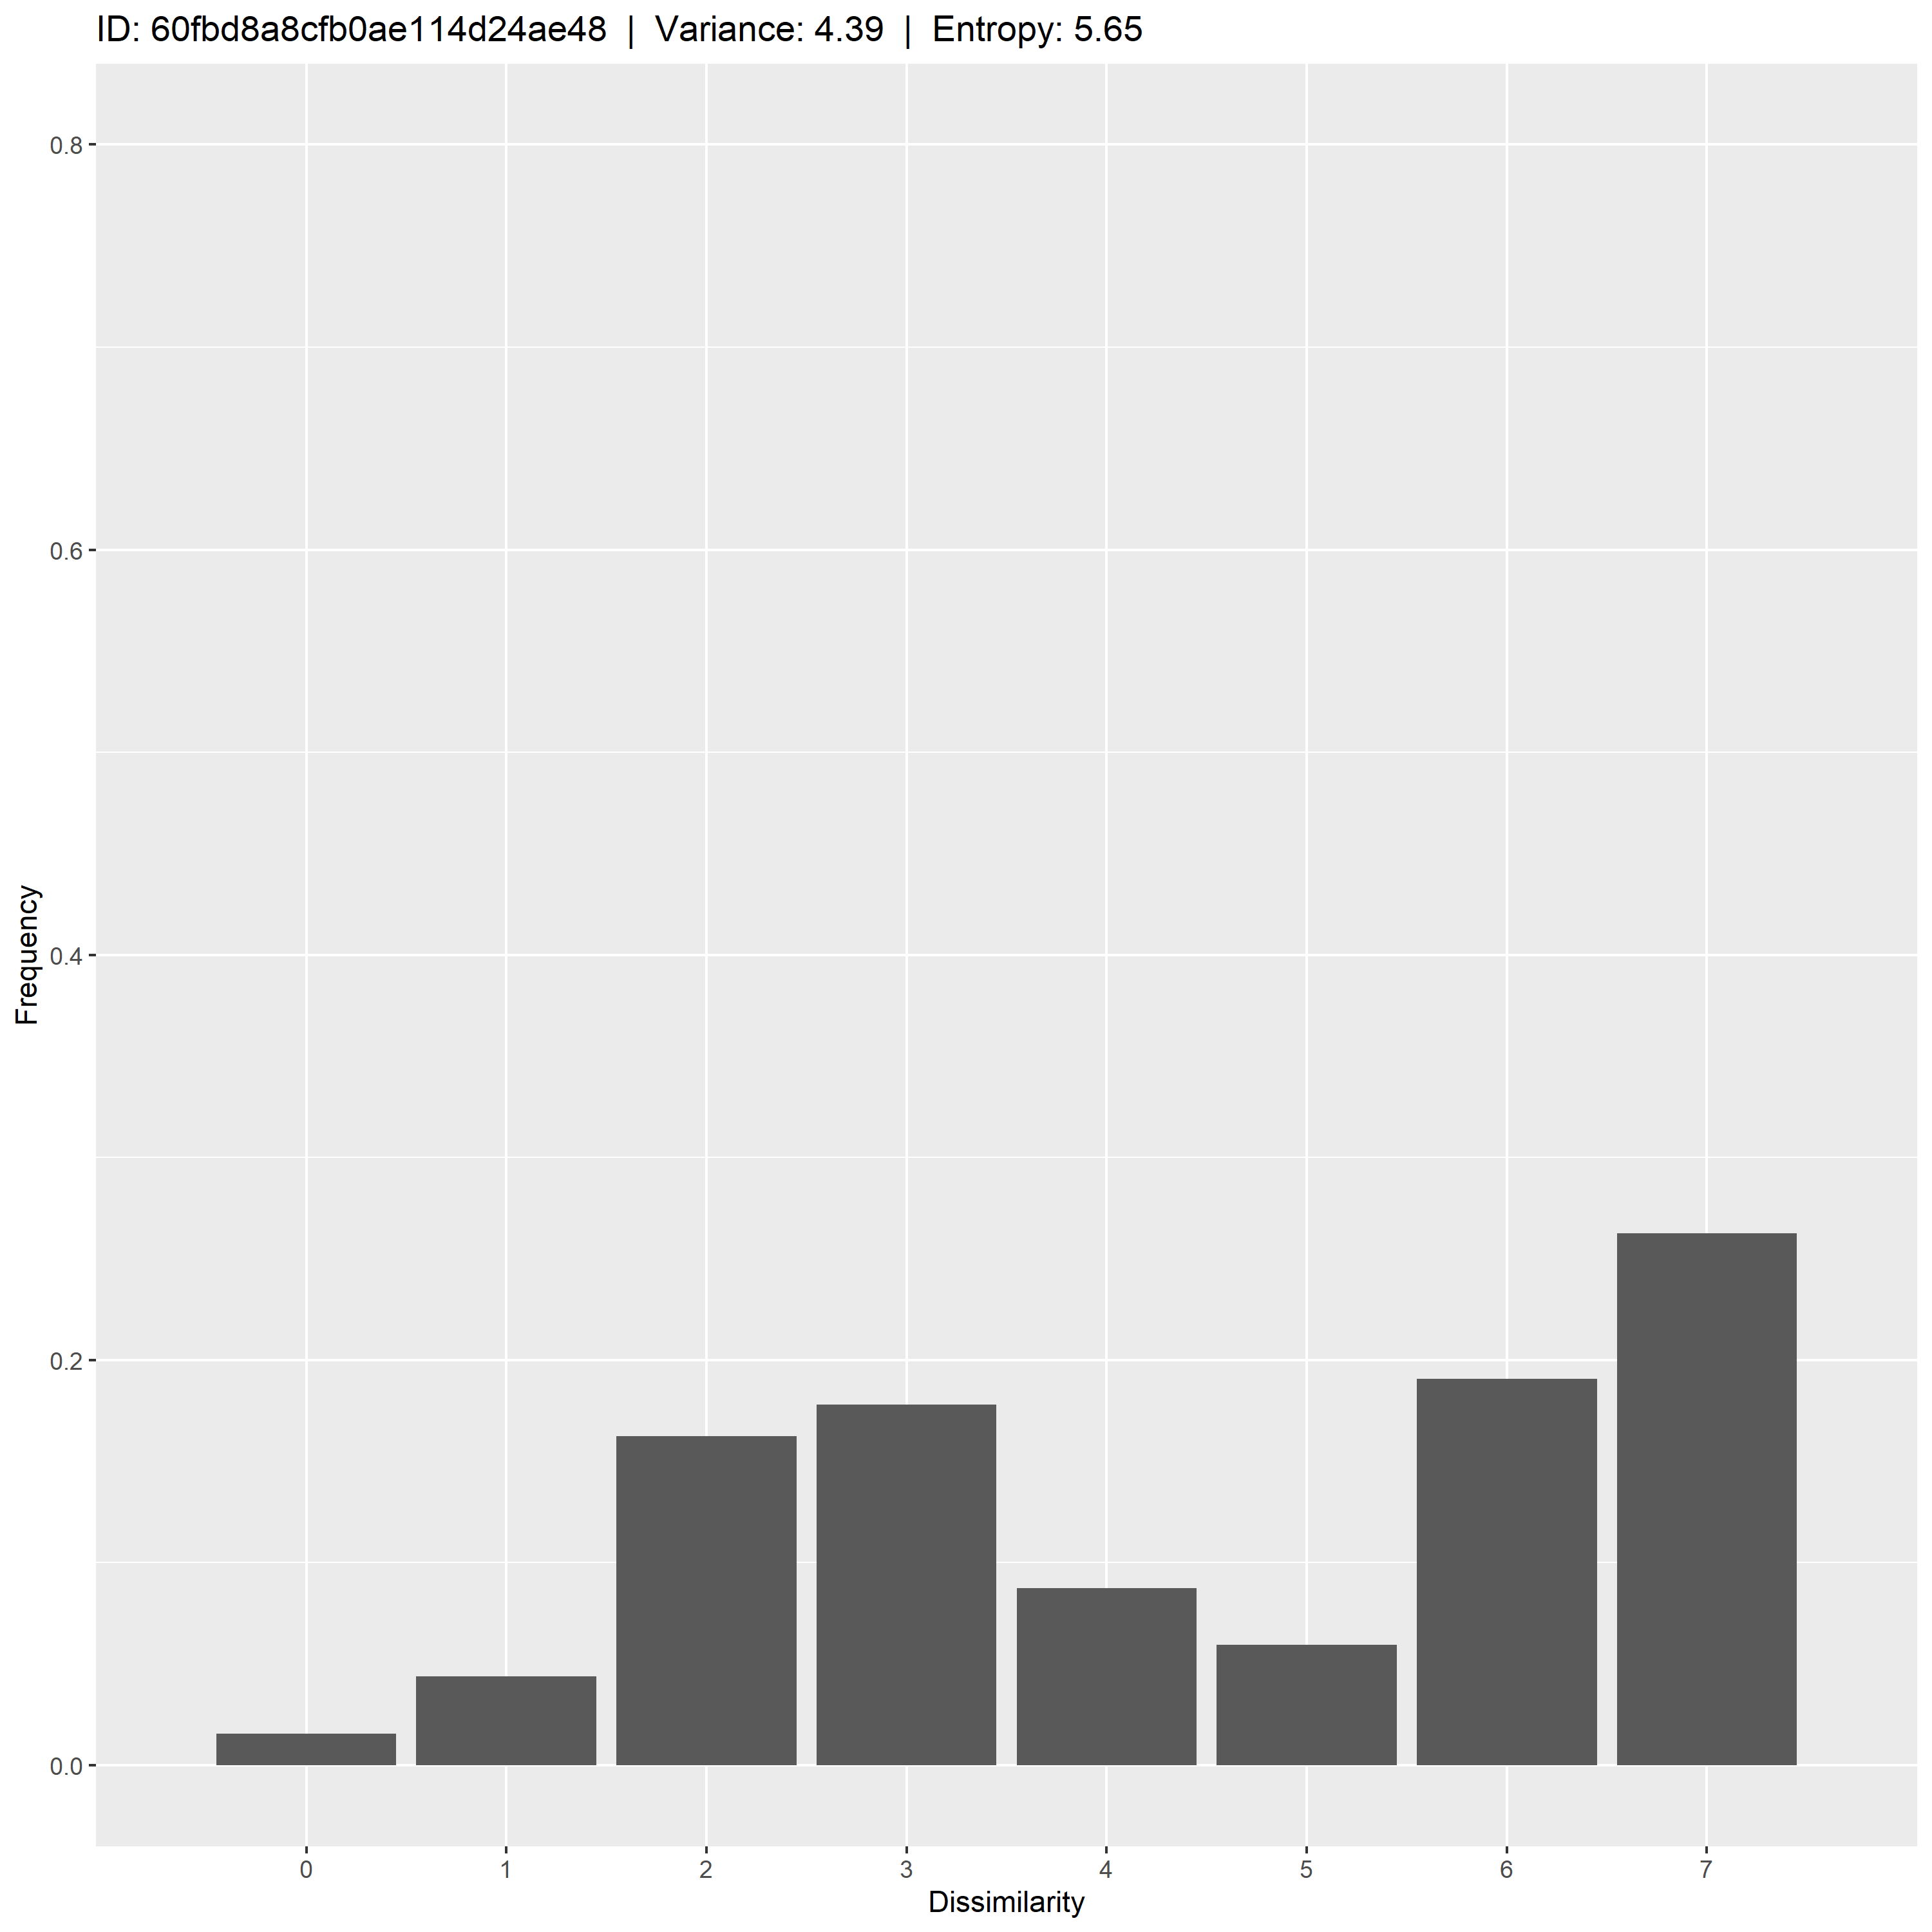 ID: 60fbd8a8cfb0ae114d24ae48 | Variance: 4.39 | Entropy: 5.65
0.8
0.6
0.4
0.2
0.0
Frequency
0 1 2 3 4 5 6 7
Dissimilarity